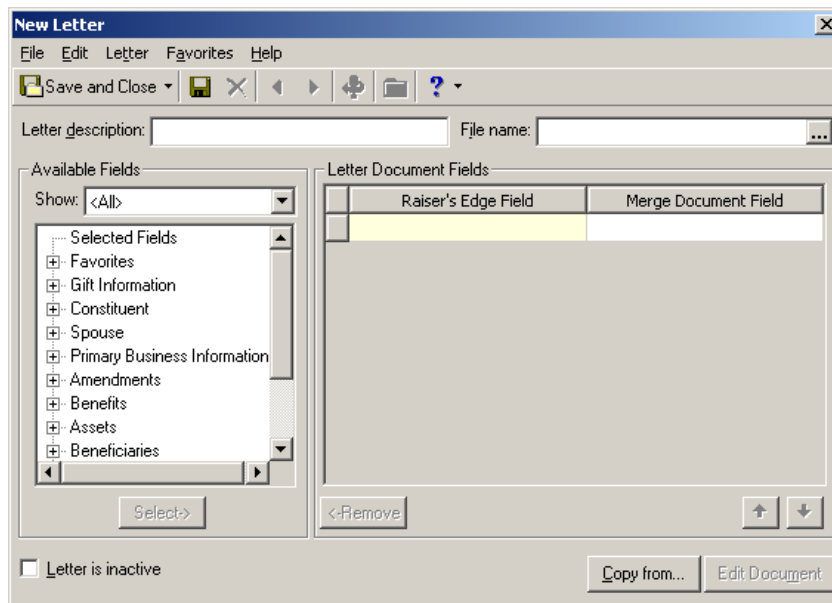 New Letter
File Edit Letter Favorites Help
Save and Close ?
Letter description: File name: ...
Available Fields Letter Document Fields
Show: <All> Raiser's Edge Field Merge Document Field
Selected Fields
Favorites
Gift Information
Constituent
Spouse
Primary Business Information
Amendments
Benefits
Assets
Beneficiaries
Select-> <-Remove
Letter is inactive Copy from... Edit Document